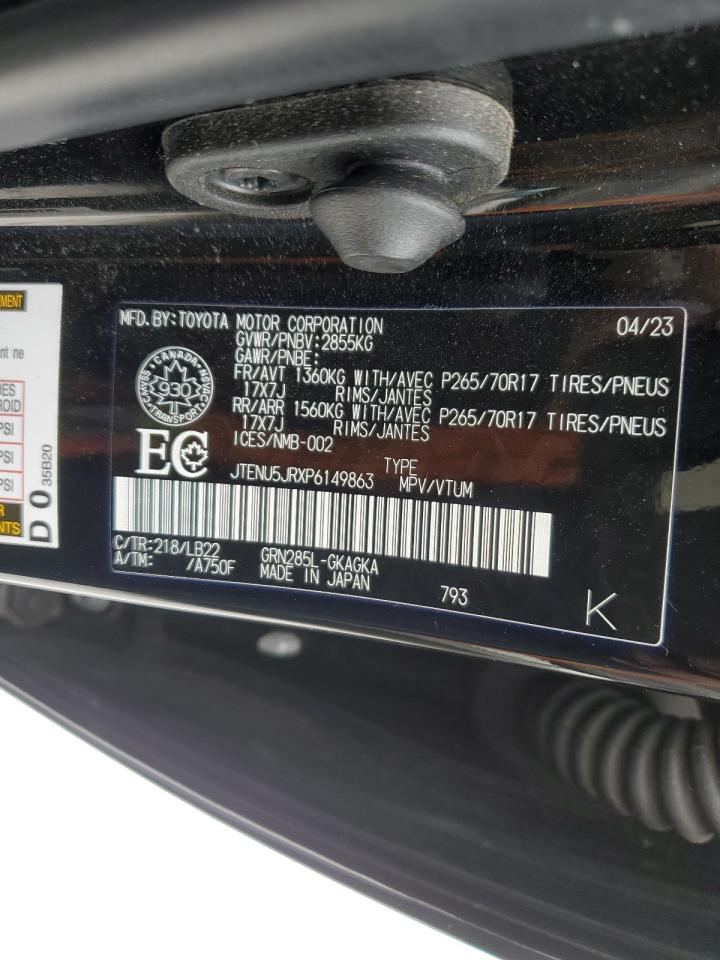 MFD.BY:TOYOTA MOTOR CORPORATION 04/23
GVWR/PNBV:2855KG
GAWR/PNBE:
FR/AVT 1360KG WITH/AVEC P265/70R17 TIRES/PNEUS
17X7J RIMS/JANTES
RR/ARR 1560KG WITH/AVEC P265/70R17 TIRES/PNEUS
17X7J RIMS/JANTES
ICES/NMB-002
CANADA
930
TRANSPORT
EC
TYPE
JTENU5JRXP6149863 MPV/VTUM
C/TR:218/LB22 GRN285L-GKAGKA
A/TM: /A750F MADE IN JAPAN 793
K
nt ne
PSI
PSI
PSI
D 0
35B20